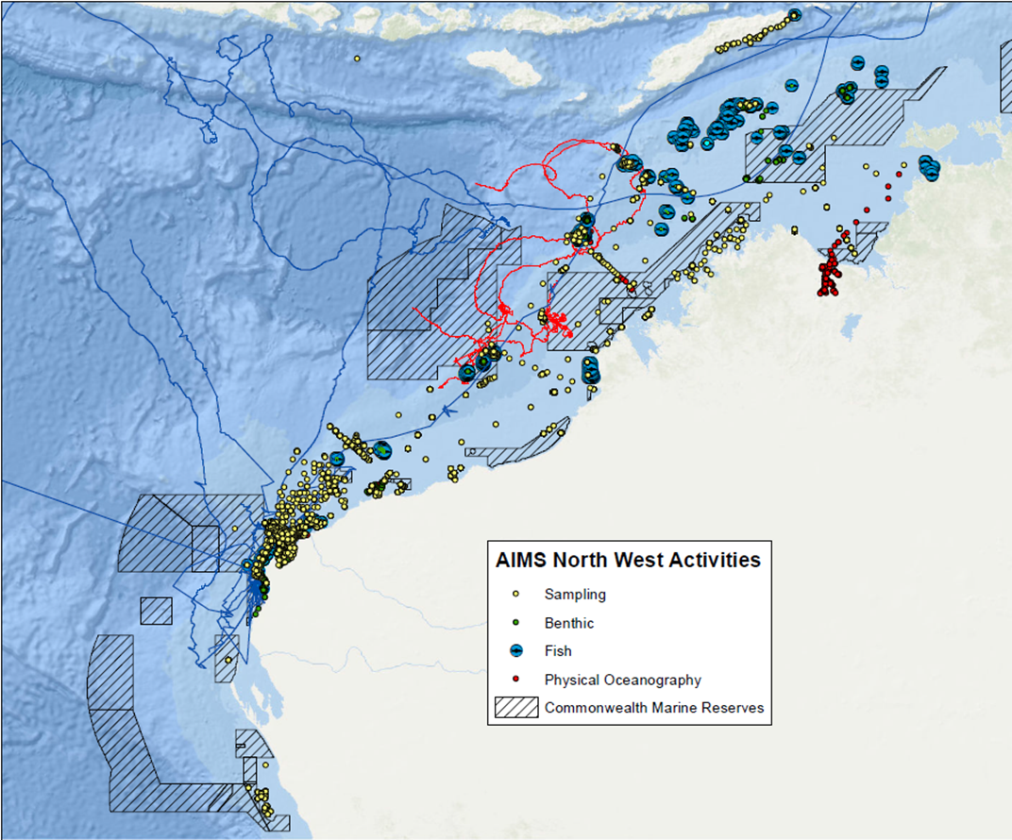 AIMS North West Activities
Sampling
Benthic
Fish
Physical Oceanography
Commonwealth Marine Reserves